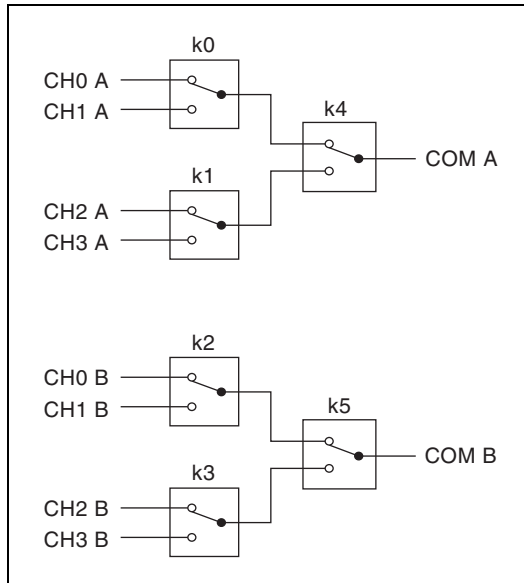 k0
CH0 A
CH1 A
k4
COM A
k1
CH2 A
CH3 A
k2
CH0 B
CH1 B
k5
COM B
k3
CH2 B
CH3 B